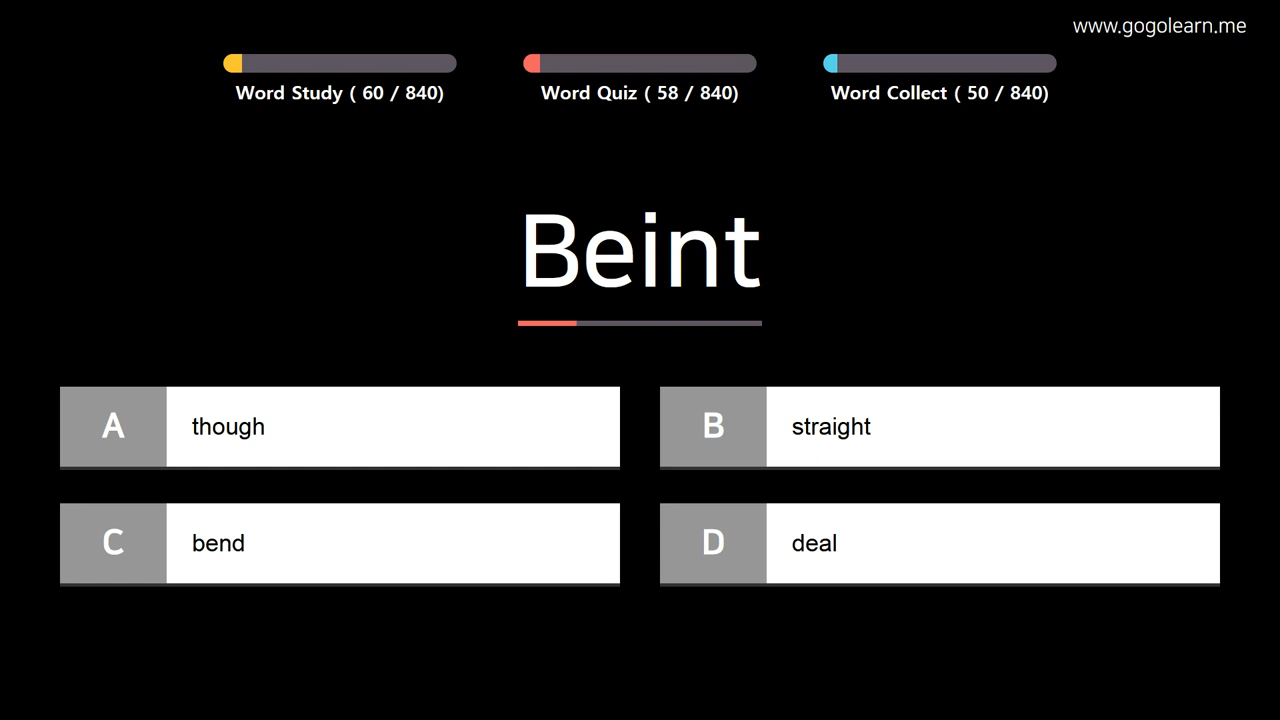 www.gogolearn.me
Word Study ( 60 / 840)
Word Quiz ( 58 / 840)
Word Collect ( 50 / 840)
Beint
A though
B straight
C bend
D deal